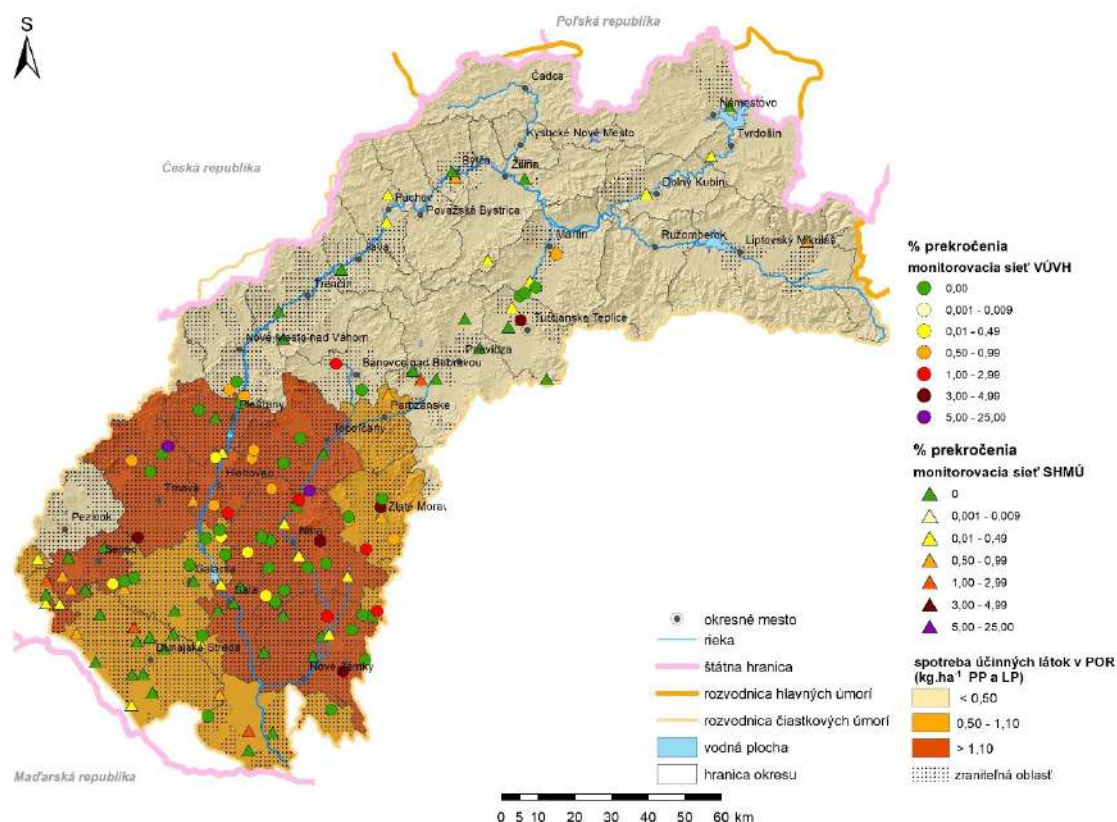 S
Poľská republika
Česká republika
Maďarská republika
Čadca
Námestovo
Tvrdošín
Kysucké Nové Mesto
Bytča
Žilina
Dolný Kubín
Púchov
Považská Bystrica
Martin
Ružomberok
Liptovský Mikuláš
Ilava
Trenčín
Turčianske Teplice
Nové Mesto nad Váhom
Prievidza
Bánovce nad Bebravou
Partizánske
Piešťany
Topoľčany
Hlohovec
Trnava
Zlaté Morav
Pezinok
Nitra
Senec
Galanta
Šaľa
Dunajská Streda
Nové Zámky
% prekročenia
monitorovacia sieť VÚVH
0,00
0,001 - 0,009
0,01 - 0,49
0,50 - 0,99
1,00 - 2,99
3,00 - 4,99
5,00 - 25,00
% prekročenia
monitorovacia sieť SHMÚ
0
0,001 - 0,009
0,01 - 0,49
0,50 - 0,99
1,00 - 2,99
3,00 - 4,99
5,00 - 25,00
spotreba účinných látok v POR
(kg.ha⁻¹ PP a LP)
< 0,50
0,50 - 1,10
> 1,10
zraniteľná oblasť
okresné mesto
rieka
štátna hranica
rozvodnica hlavných úmorí
rozvodnica čiastkových úmorí
vodná plocha
hranica okresu
0 5 10 20 30 40 50 60 km